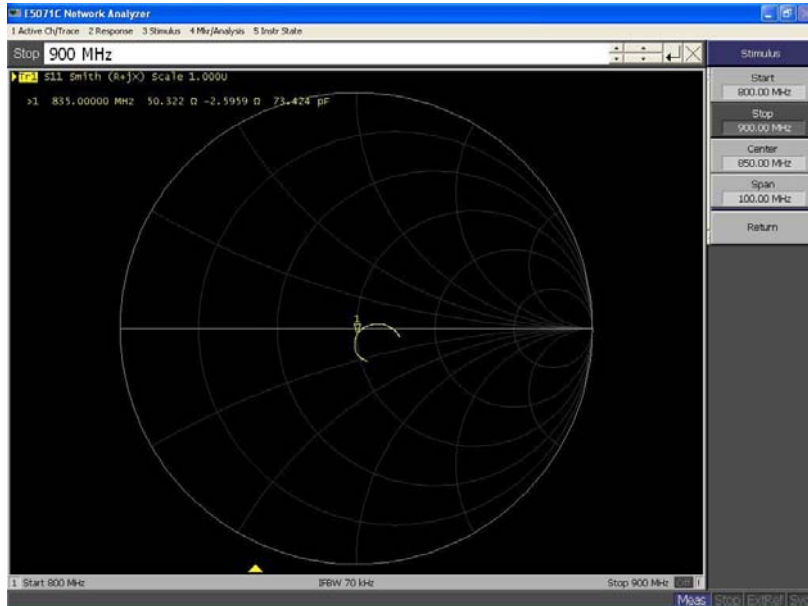 E5071C Network Analyzer
1 Active Ch/Trace 2 Response 3 Stimulus 4 Mkr/Analysis 5 Instr State
Stop 900 MHz
Tr1 S11 Smith (R+jX) Scale 1.000U
>1 835.00000 MHz 50.322 Ω -2.5959 Ω 73.424 pF
1
Stimulus
Start
800.00 MHz
Stop
900.00 MHz
Center
850.00 MHz
Span
100.00 MHz
Return
1 Start 800 MHz IFBW 70 kHz Stop 900 MHz Off !
Meas Stop ExtRef Svc